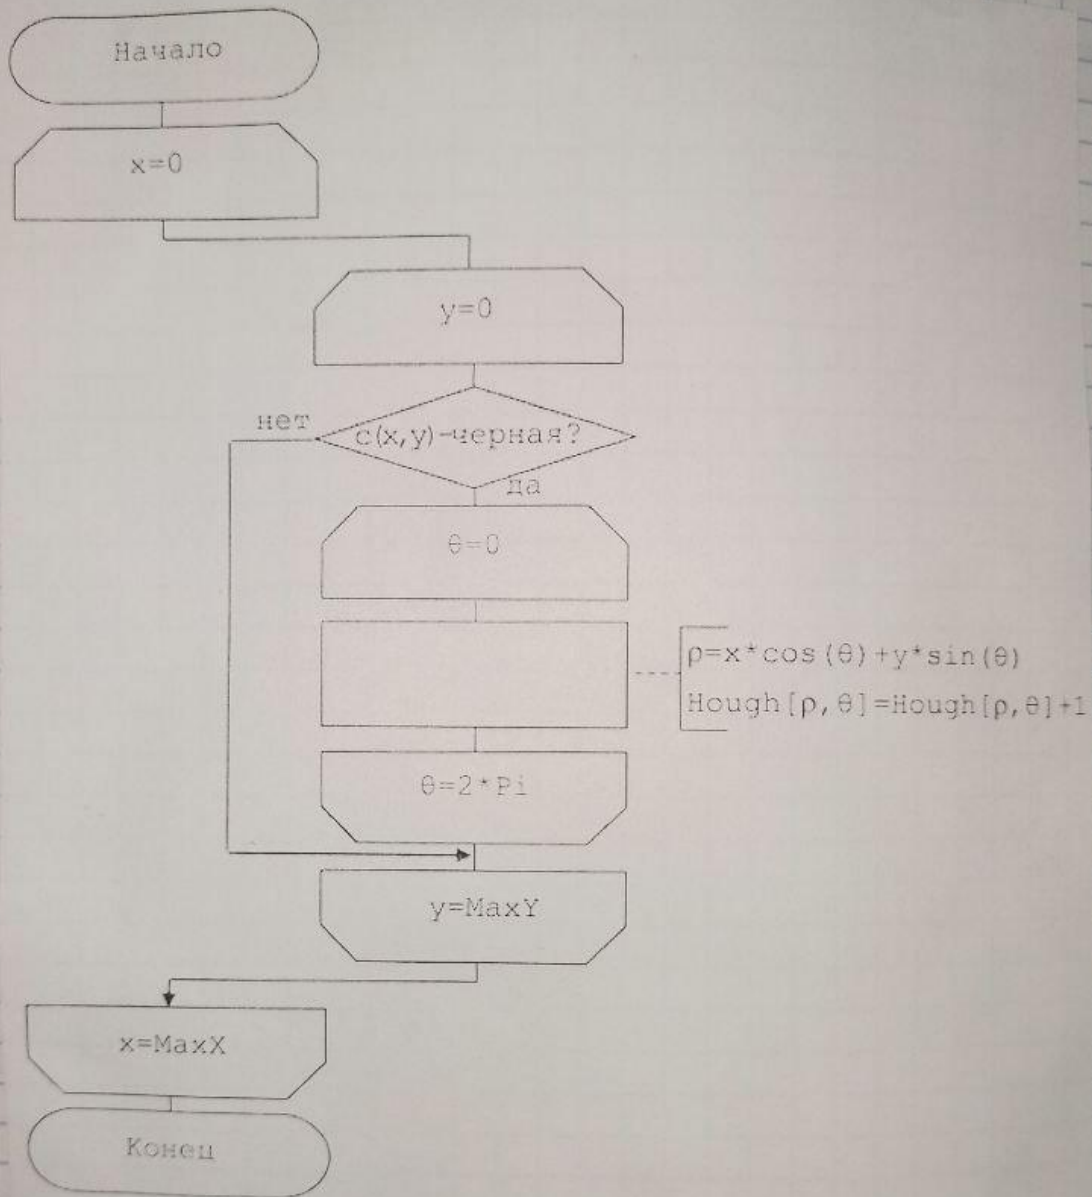 Начало
x=0
y=0
нет
c(x,y)-черная?
да
θ=0
ρ=x*cos(θ)+y*sin(θ)
Hough[ρ,θ]=Hough[ρ,θ]+1
θ=2*Pi
y=MaxY
x=MaxX
Конец